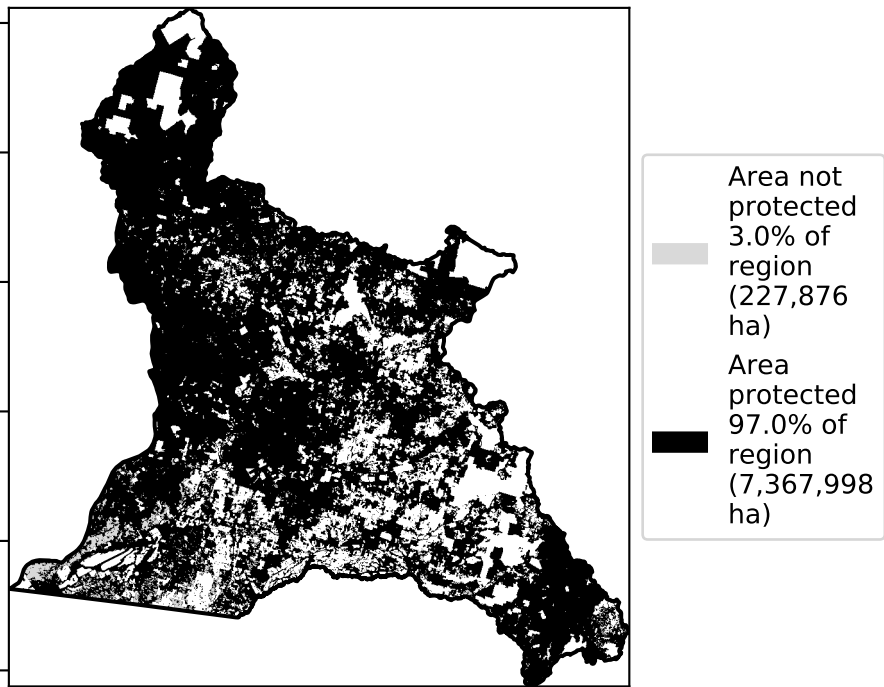 Area not
protected
3.0% of
region
(227,876
ha)
Area
protected
97.0% of
region
(7,367,998
ha)